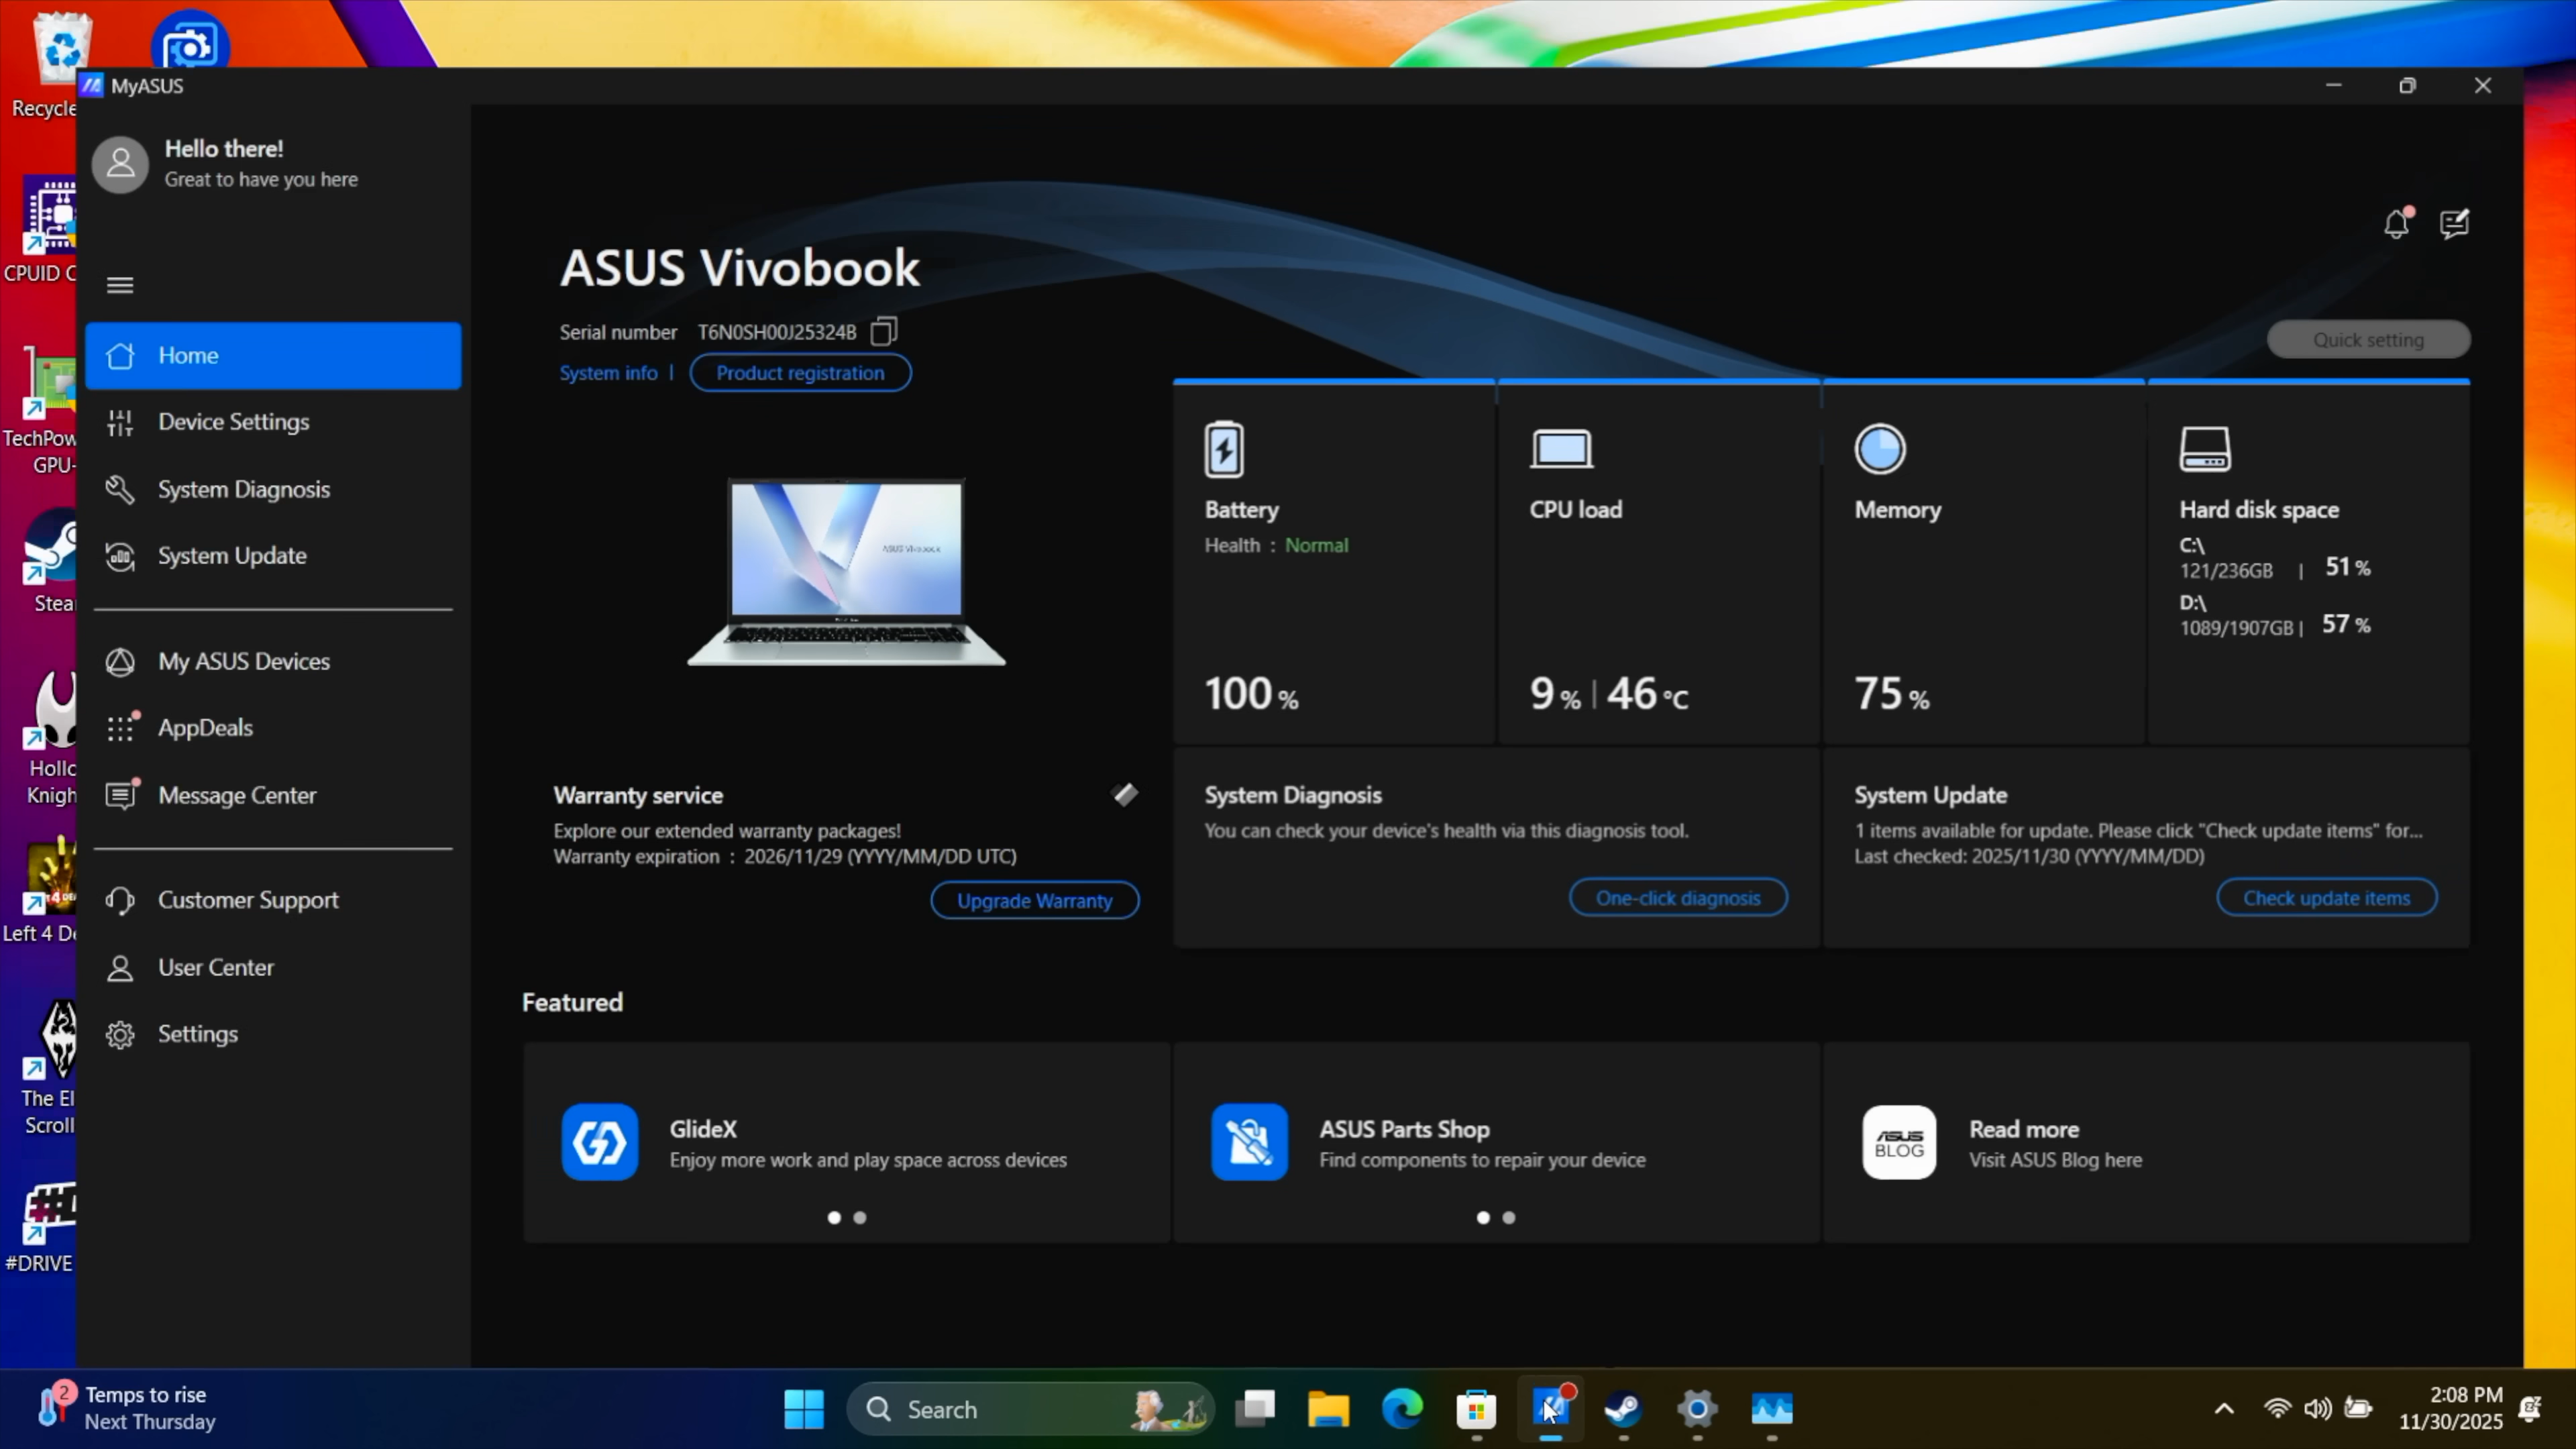 MyASUS
Hello there!
Great to have you here
Home
Device Settings
System Diagnosis
System Update
My ASUS Devices
AppDeals
Message Center
Customer Support
User Center
Settings
ASUS Vivobook
Serial number T6N0SH00J25324B
System info | Product registration
Quick setting
ASUS Vivobook
Battery
Health : Normal
100 %
CPU load
9 % | 46 °C
Memory
75 %
Hard disk space
C:\
121/236GB | 51 %
D:\
1089/1907GB | 57 %
Warranty service
Explore our extended warranty packages!
Warranty expiration : 2026/11/29 (YYYY/MM/DD UTC)
Upgrade Warranty
System Diagnosis
You can check your device's health via this diagnosis tool.
One-click diagnosis
System Update
1 items available for update. Please click "Check update items" for...
Last checked: 2025/11/30 (YYYY/MM/DD)
Check update items
Featured
GlideX
Enjoy more work and play space across devices
ASUS Parts Shop
Find components to repair your device
ASUS
BLOG
Read more
Visit ASUS Blog here
Recycle
CPUID C
TechPow
GPU-
Stea
Hollo
Knigh
Left 4 De
The El
Scroll
#DRIVE
2
Temps to rise
Next Thursday
Search
2:08 PM
11/30/2025